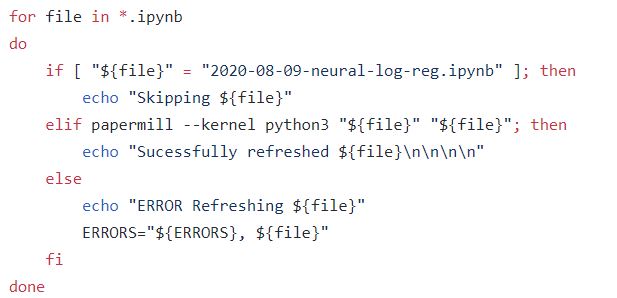 for file in *.ipynb
do
    if [ "${file}" = "2020-08-09-neural-log-reg.ipynb" ]; then
        echo "Skipping ${file}"
    elif papermill --kernel python3 "${file}" "${file}"; then
        echo "Sucessfully refreshed ${file}\n\n\n\n"
    else
        echo "ERROR Refreshing ${file}"
        ERRORS="${ERRORS}, ${file}"
    fi
done